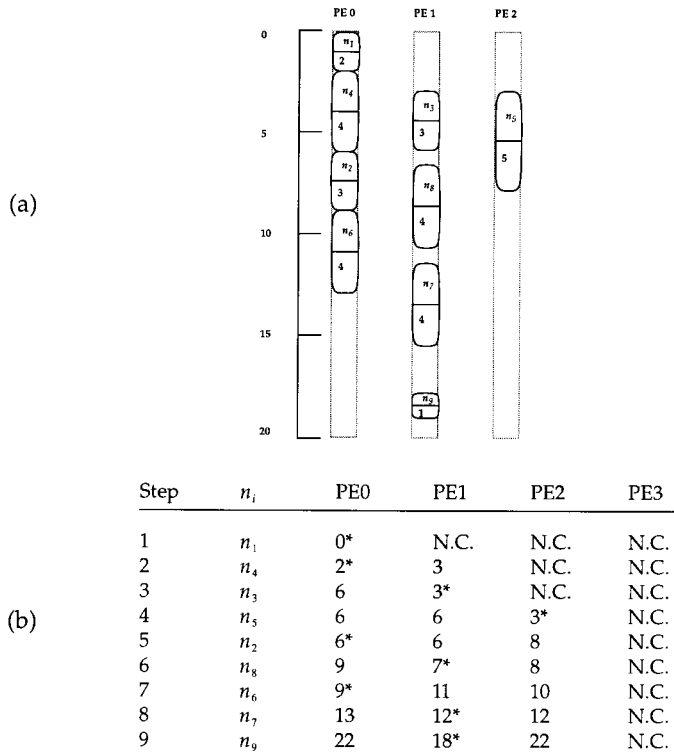 PE 0 PE 1 PE 2
0
n1
2
n4
n3
n5
5
4
3
5
n2
n8
3
n6
4
10
4
n7
4
15
n9
1
20
(a)
Step ni PE0 PE1 PE2 PE3
1 n1 0* N.C. N.C. N.C.
2 n4 2* 3 N.C. N.C.
3 n3 6 3* N.C. N.C.
4 n5 6 6 3* N.C.
5 n2 6* 6 8 N.C.
6 n8 9 7* 8 N.C.
7 n6 9* 11 10 N.C.
8 n7 13 12* 12 N.C.
9 n9 22 18* 22 N.C.
(b)